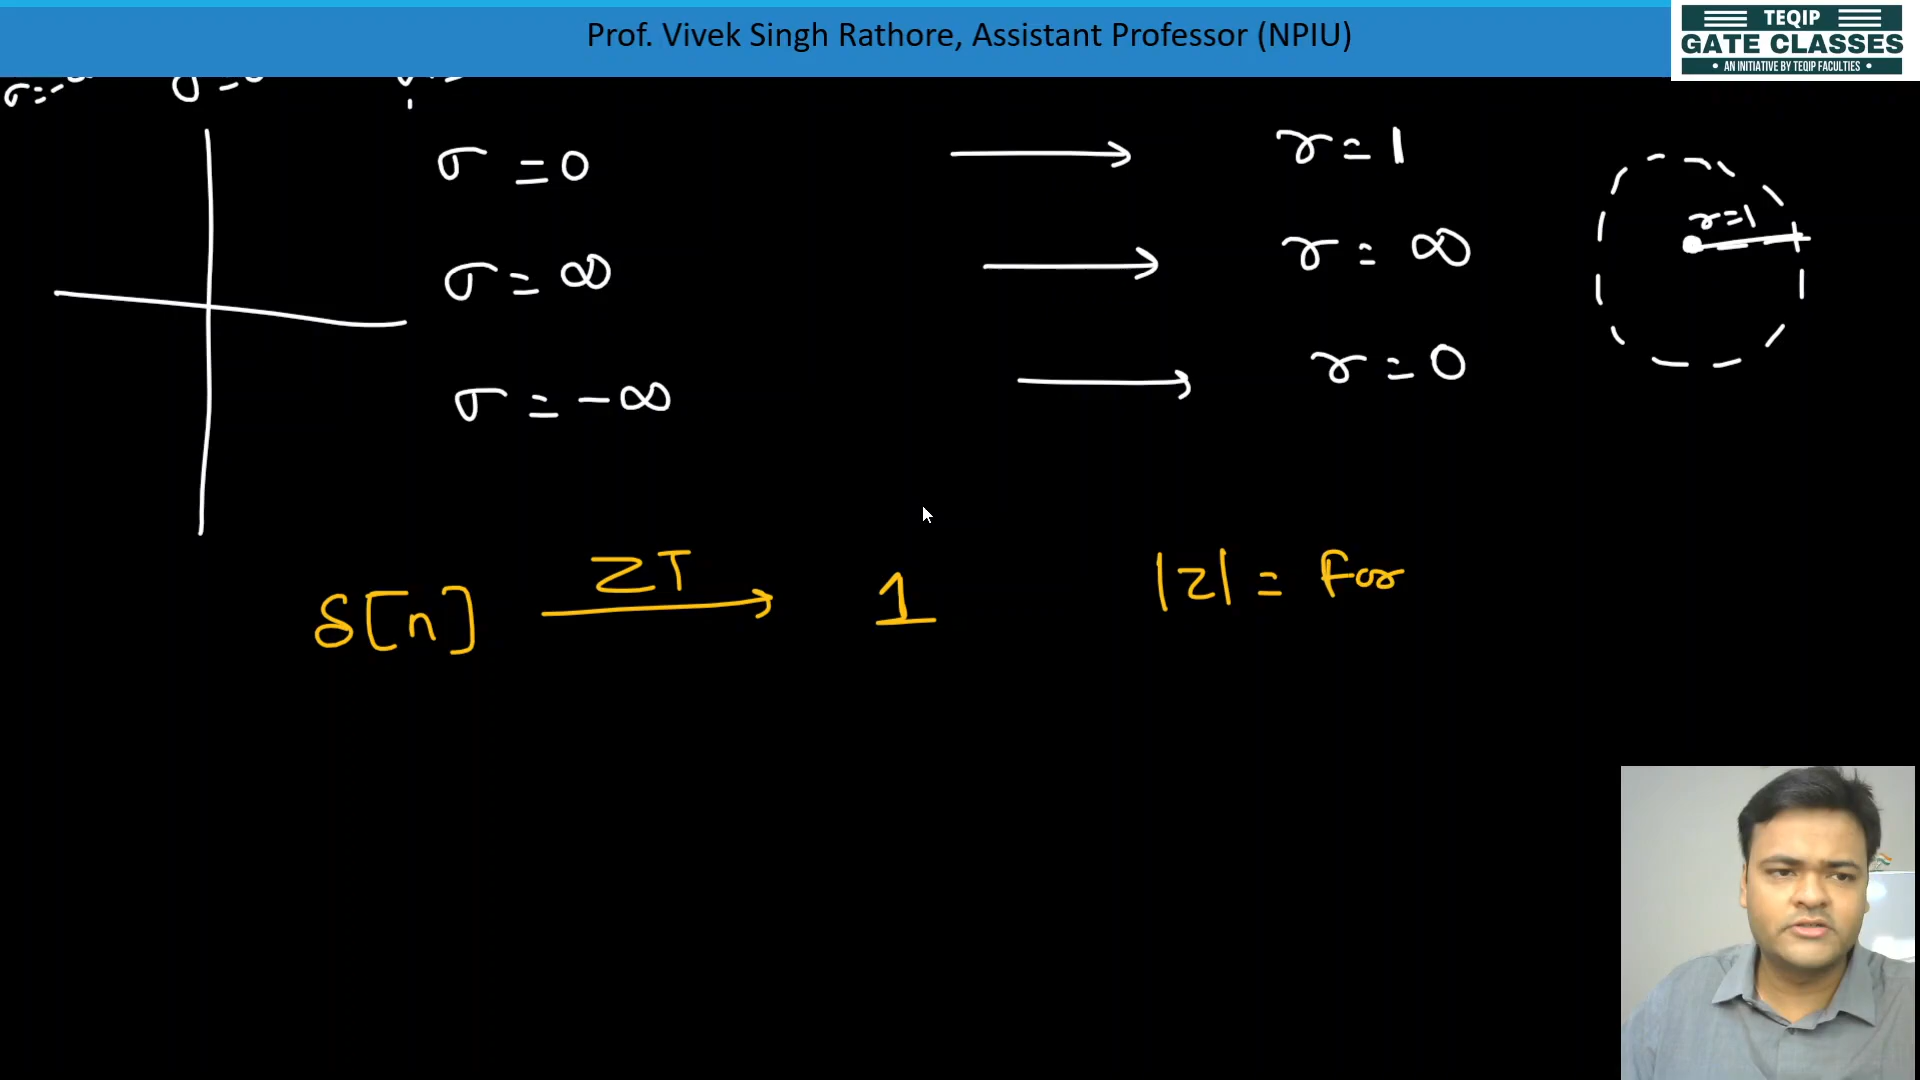 Prof. Vivek Singh Rathore, Assistant Professor (NPIU)
TEQIP
GATE CLASSES
• AN INITIATIVE BY TEQIP FACULTIES •
σ = 0 → r = 1
r=1
σ = ∞ → r = ∞
σ = -∞ → r = 0
δ[n] ZT → 1 |z| = For